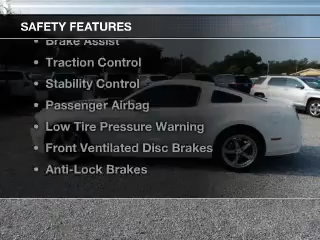 SAFETY FEATURES
• Brake Assist
• Traction Control
• Stability Control
• Passenger Airbag
• Low Tire Pressure Warning
• Front Ventilated Disc Brakes
• Anti-Lock Brakes